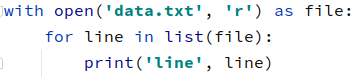 with open('data.txt', 'r') as file:
    for line in list(file):
        print('line', line)